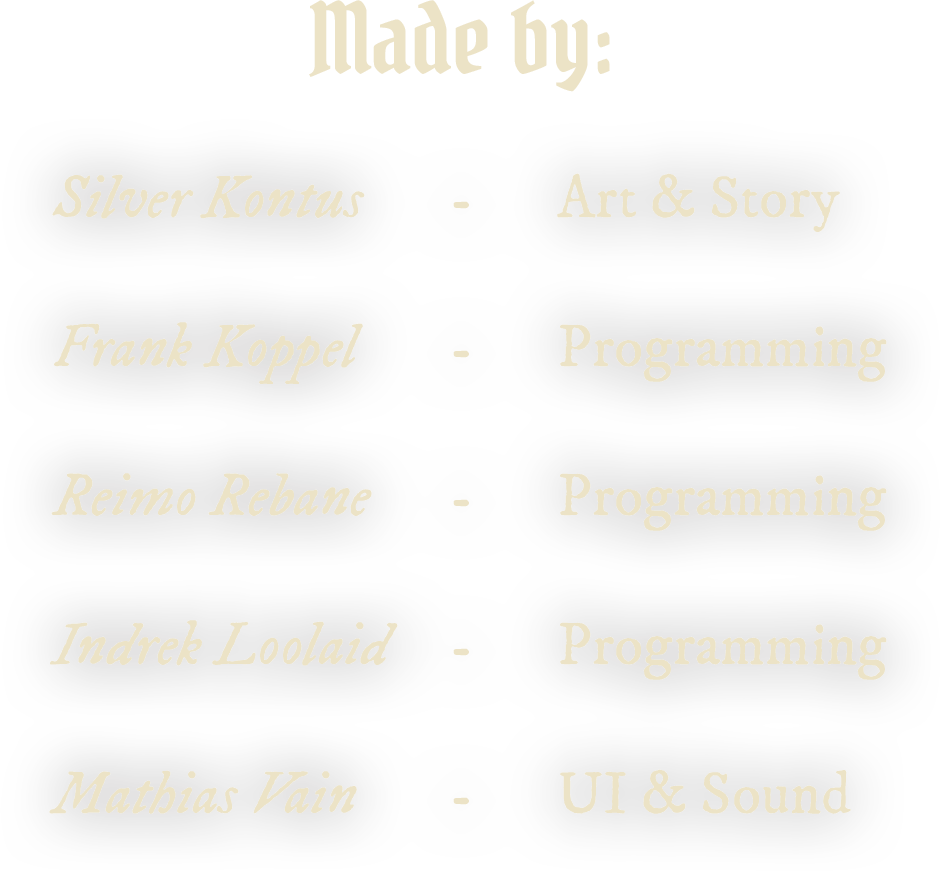 Made by:
Silver Kontus - Art & Story
Frank Koppel - Programming
Reimo Rebane - Programming
Indrek Loolaid - Programming
Mathias Vain - UI & Sound